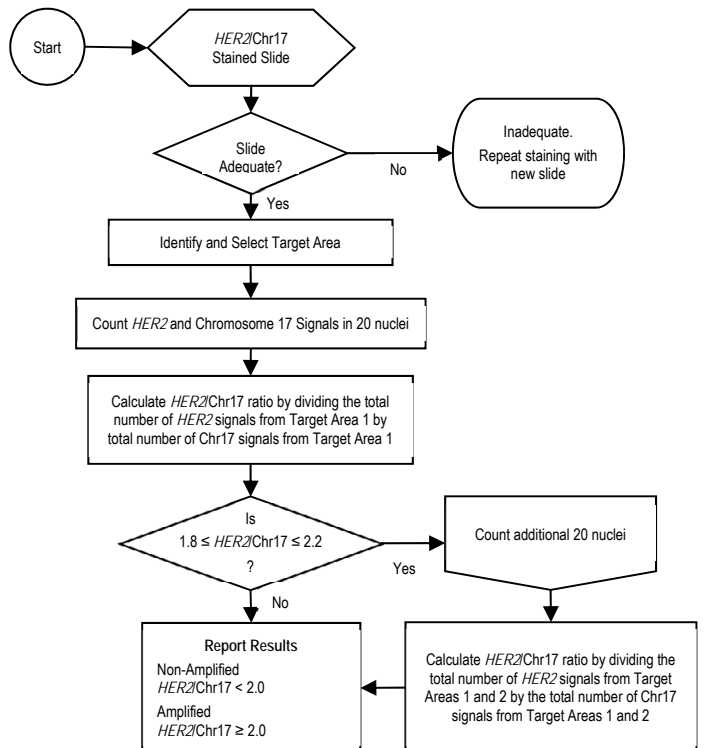 Start
HER2/Chr17
Stained Slide
Slide
Adequate?
No
Inadequate.
Repeat staining with
new slide
Yes
Identify and Select Target Area
Count HER2 and Chromosome 17 Signals in 20 nuclei
Calculate HER2/Chr17 ratio by dividing the total
number of HER2 signals from Target Area 1 by
total number of Chr17 signals from Target Area 1
Is
1.8 ≤ HER2/Chr17 ≤ 2.2
?
Yes
Count additional 20 nuclei
No
Report Results
Non-Amplified
HER2/Chr17 < 2.0
Amplified
HER2/Chr17 ≥ 2.0
Calculate HER2/Chr17 ratio by dividing the
total number of HER2 signals from Target
Areas 1 and 2 by the total number of Chr17
signals from Target Areas 1 and 2